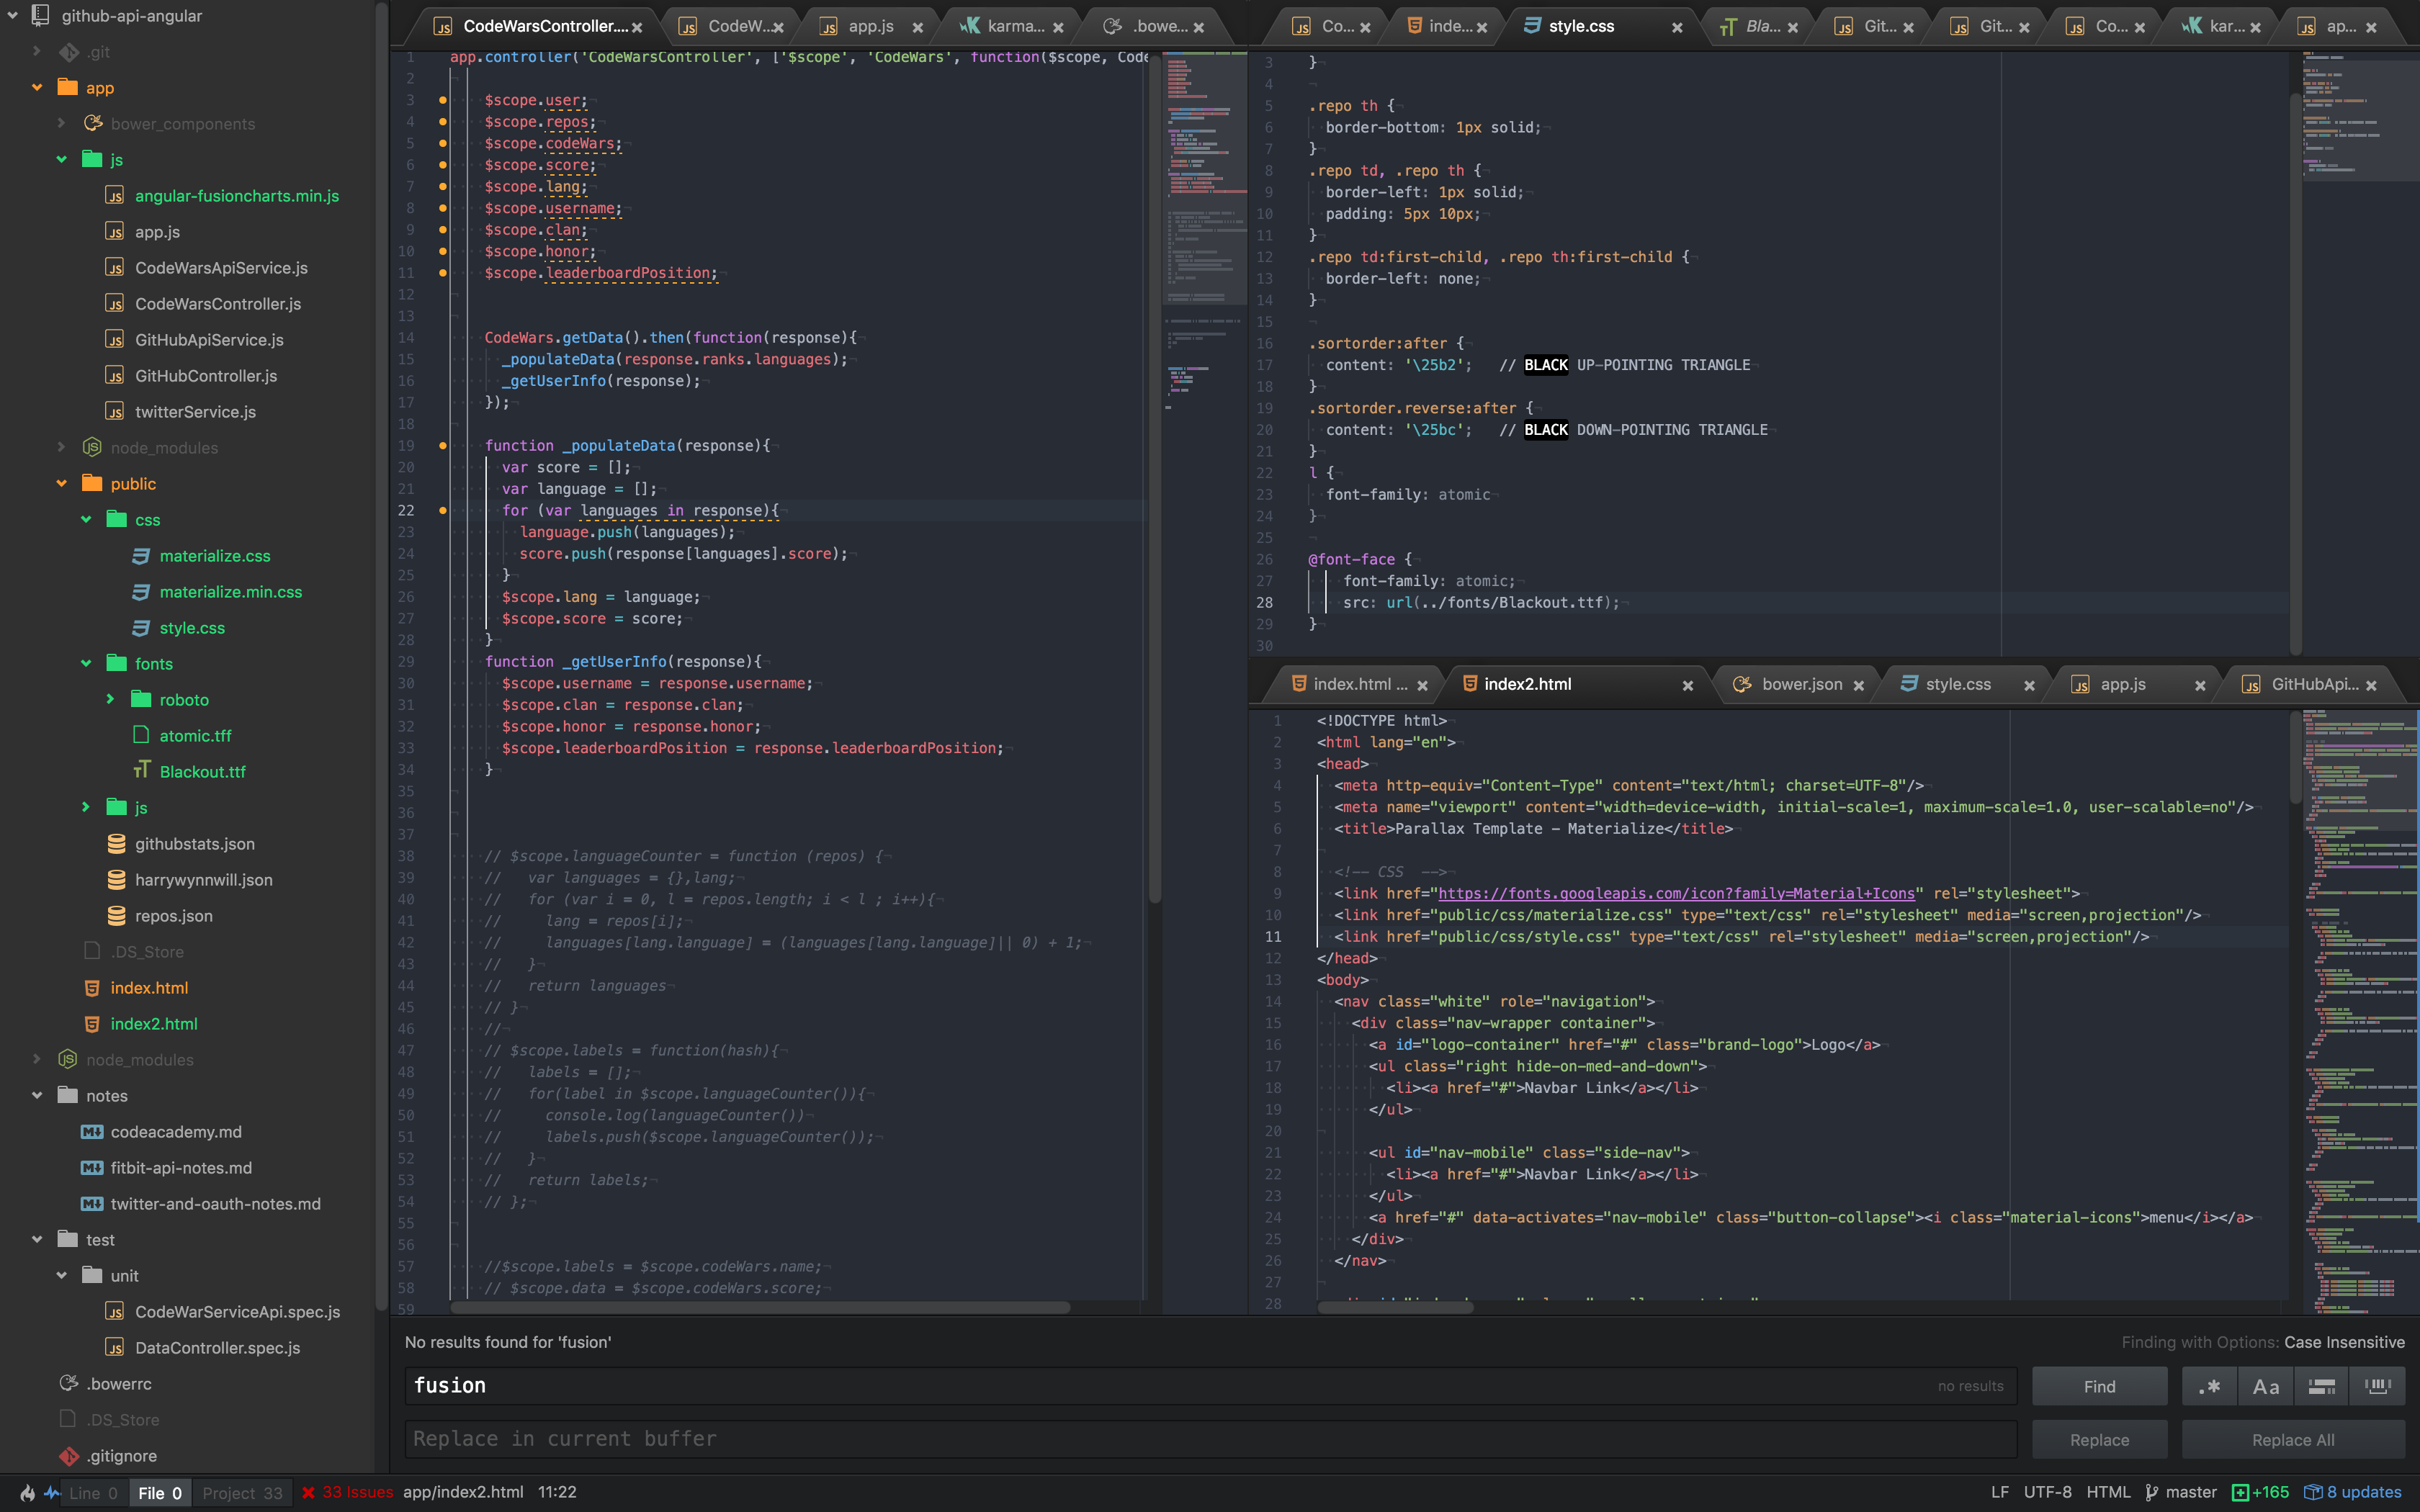 github-api-angular
.git
app
bower_components
js
angular-fusioncharts.min.js
app.js
CodeWarsApiService.js
CodeWarsController.js
GitHubApiService.js
GitHubController.js
twitterService.js
node_modules
public
css
materialize.css
materialize.min.css
style.css
fonts
roboto
atomic.tff
Blackout.ttf
js
githubstats.json
harrywynnwill.json
repos.json
.DS_Store
index.html
index2.html
node_modules
notes
codeacademy.md
fitbit-api-notes.md
twitter-and-oauth-notes.md
test
unit
CodeWarServiceApi.spec.js
DataController.spec.js
.bowerrc
.DS_Store
.gitignore
CodeWarsController.... CodeW... app.js karma... .bowe...
1 app.controller('CodeWarsController', ['$scope', 'CodeWars', function($scope, Code
2
3 $scope.user;
4 $scope.repos;
5 $scope.codeWars;
6 $scope.score;
7 $scope.lang;
8 $scope.username;
9 $scope.clan;
10 $scope.honor;
11 $scope.leaderboardPosition;
12
13
14 CodeWars.getData().then(function(response){
15 _populateData(response.ranks.languages);
16 _getUserInfo(response);
17 });
18
19 function _populateData(response){
20 var score = [];
21 var language = [];
22 for (var languages in response){
23 language.push(languages);
24 score.push(response[languages].score);
25 }
26 $scope.lang = language;
27 $scope.score = score;
28 }
29 function _getUserInfo(response){
30 $scope.username = response.username;
31 $scope.clan = response.clan;
32 $scope.honor = response.honor;
33 $scope.leaderboardPosition = response.leaderboardPosition;
34 }
35
36
37
38 // $scope.languageCounter = function (repos) {
39 // var languages = {},lang;
40 // for (var i = 0, l = repos.length; i < l ; i++){
41 // lang = repos[i];
42 // languages[lang.language] = (languages[lang.language]|| 0) + 1;
43 // }
44 // return languages
45 // }
46 //
47 // $scope.labels = function(hash){
48 // labels = [];
49 // for(label in $scope.languageCounter()){
50 // console.log(languageCounter())
51 // labels.push($scope.languageCounter());
52 // }
53 // return labels;
54 // };
55
56
57 //$scope.labels = $scope.codeWars.name;
58 // $scope.data = $scope.codeWars.score;
59
Co... inde... style.css Bla... Git... Git... Co... kar... ap...
3 }
4
5 .repo th {
6 border-bottom: 1px solid;
7 }
8 .repo td, .repo th {
9 border-left: 1px solid;
10 padding: 5px 10px;
11 }
12 .repo td:first-child, .repo th:first-child {
13 border-left: none;
14 }
15
16 .sortorder:after {
17 content: '\25b2'; // BLACK UP-POINTING TRIANGLE
18 }
19 .sortorder.reverse:after {
20 content: '\25bc'; // BLACK DOWN-POINTING TRIANGLE
21 }
22 l {
23 font-family: atomic
24 }
25
26 @font-face {
27 font-family: atomic;
28 src: url(../fonts/Blackout.ttf);
29 }
30
index.html ... index2.html bower.json style.css app.js GitHubApi...
1 <!DOCTYPE html>
2 <html lang="en">
3 <head>
4 <meta http-equiv="Content-Type" content="text/html; charset=UTF-8"/>
5 <meta name="viewport" content="width=device-width, initial-scale=1, maximum-scale=1.0, user-scalable=no"/>
6 <title>Parallax Template - Materialize</title>
7
8 <!-- CSS -->
9 <link href="https://fonts.googleapis.com/icon?family=Material+Icons" rel="stylesheet">
10 <link href="public/css/materialize.css" type="text/css" rel="stylesheet" media="screen,projection"/>
11 <link href="public/css/style.css" type="text/css" rel="stylesheet" media="screen,projection"/>
12 </head>
13 <body>
14 <nav class="white" role="navigation">
15 <div class="nav-wrapper container">
16 <a id="logo-container" href="#" class="brand-logo">Logo</a>
17 <ul class="right hide-on-med-and-down">
18 <li><a href="#">Navbar Link</a></li>
19 </ul>
20
21 <ul id="nav-mobile" class="side-nav">
22 <li><a href="#">Navbar Link</a></li>
23 </ul>
24 <a href="#" data-activates="nav-mobile" class="button-collapse"><i class="material-icons">menu</i></a>
25 </div>
26 </nav>
27
28
No results found for 'fusion'
Finding with Options: Case Insensitive
fusion
no results
Find
.* Aa
Replace in current buffer
Replace
Replace All
Line 0 File 0 Project 33 33 Issues app/index2.html 11:22
LF UTF-8 HTML master +165 8 updates